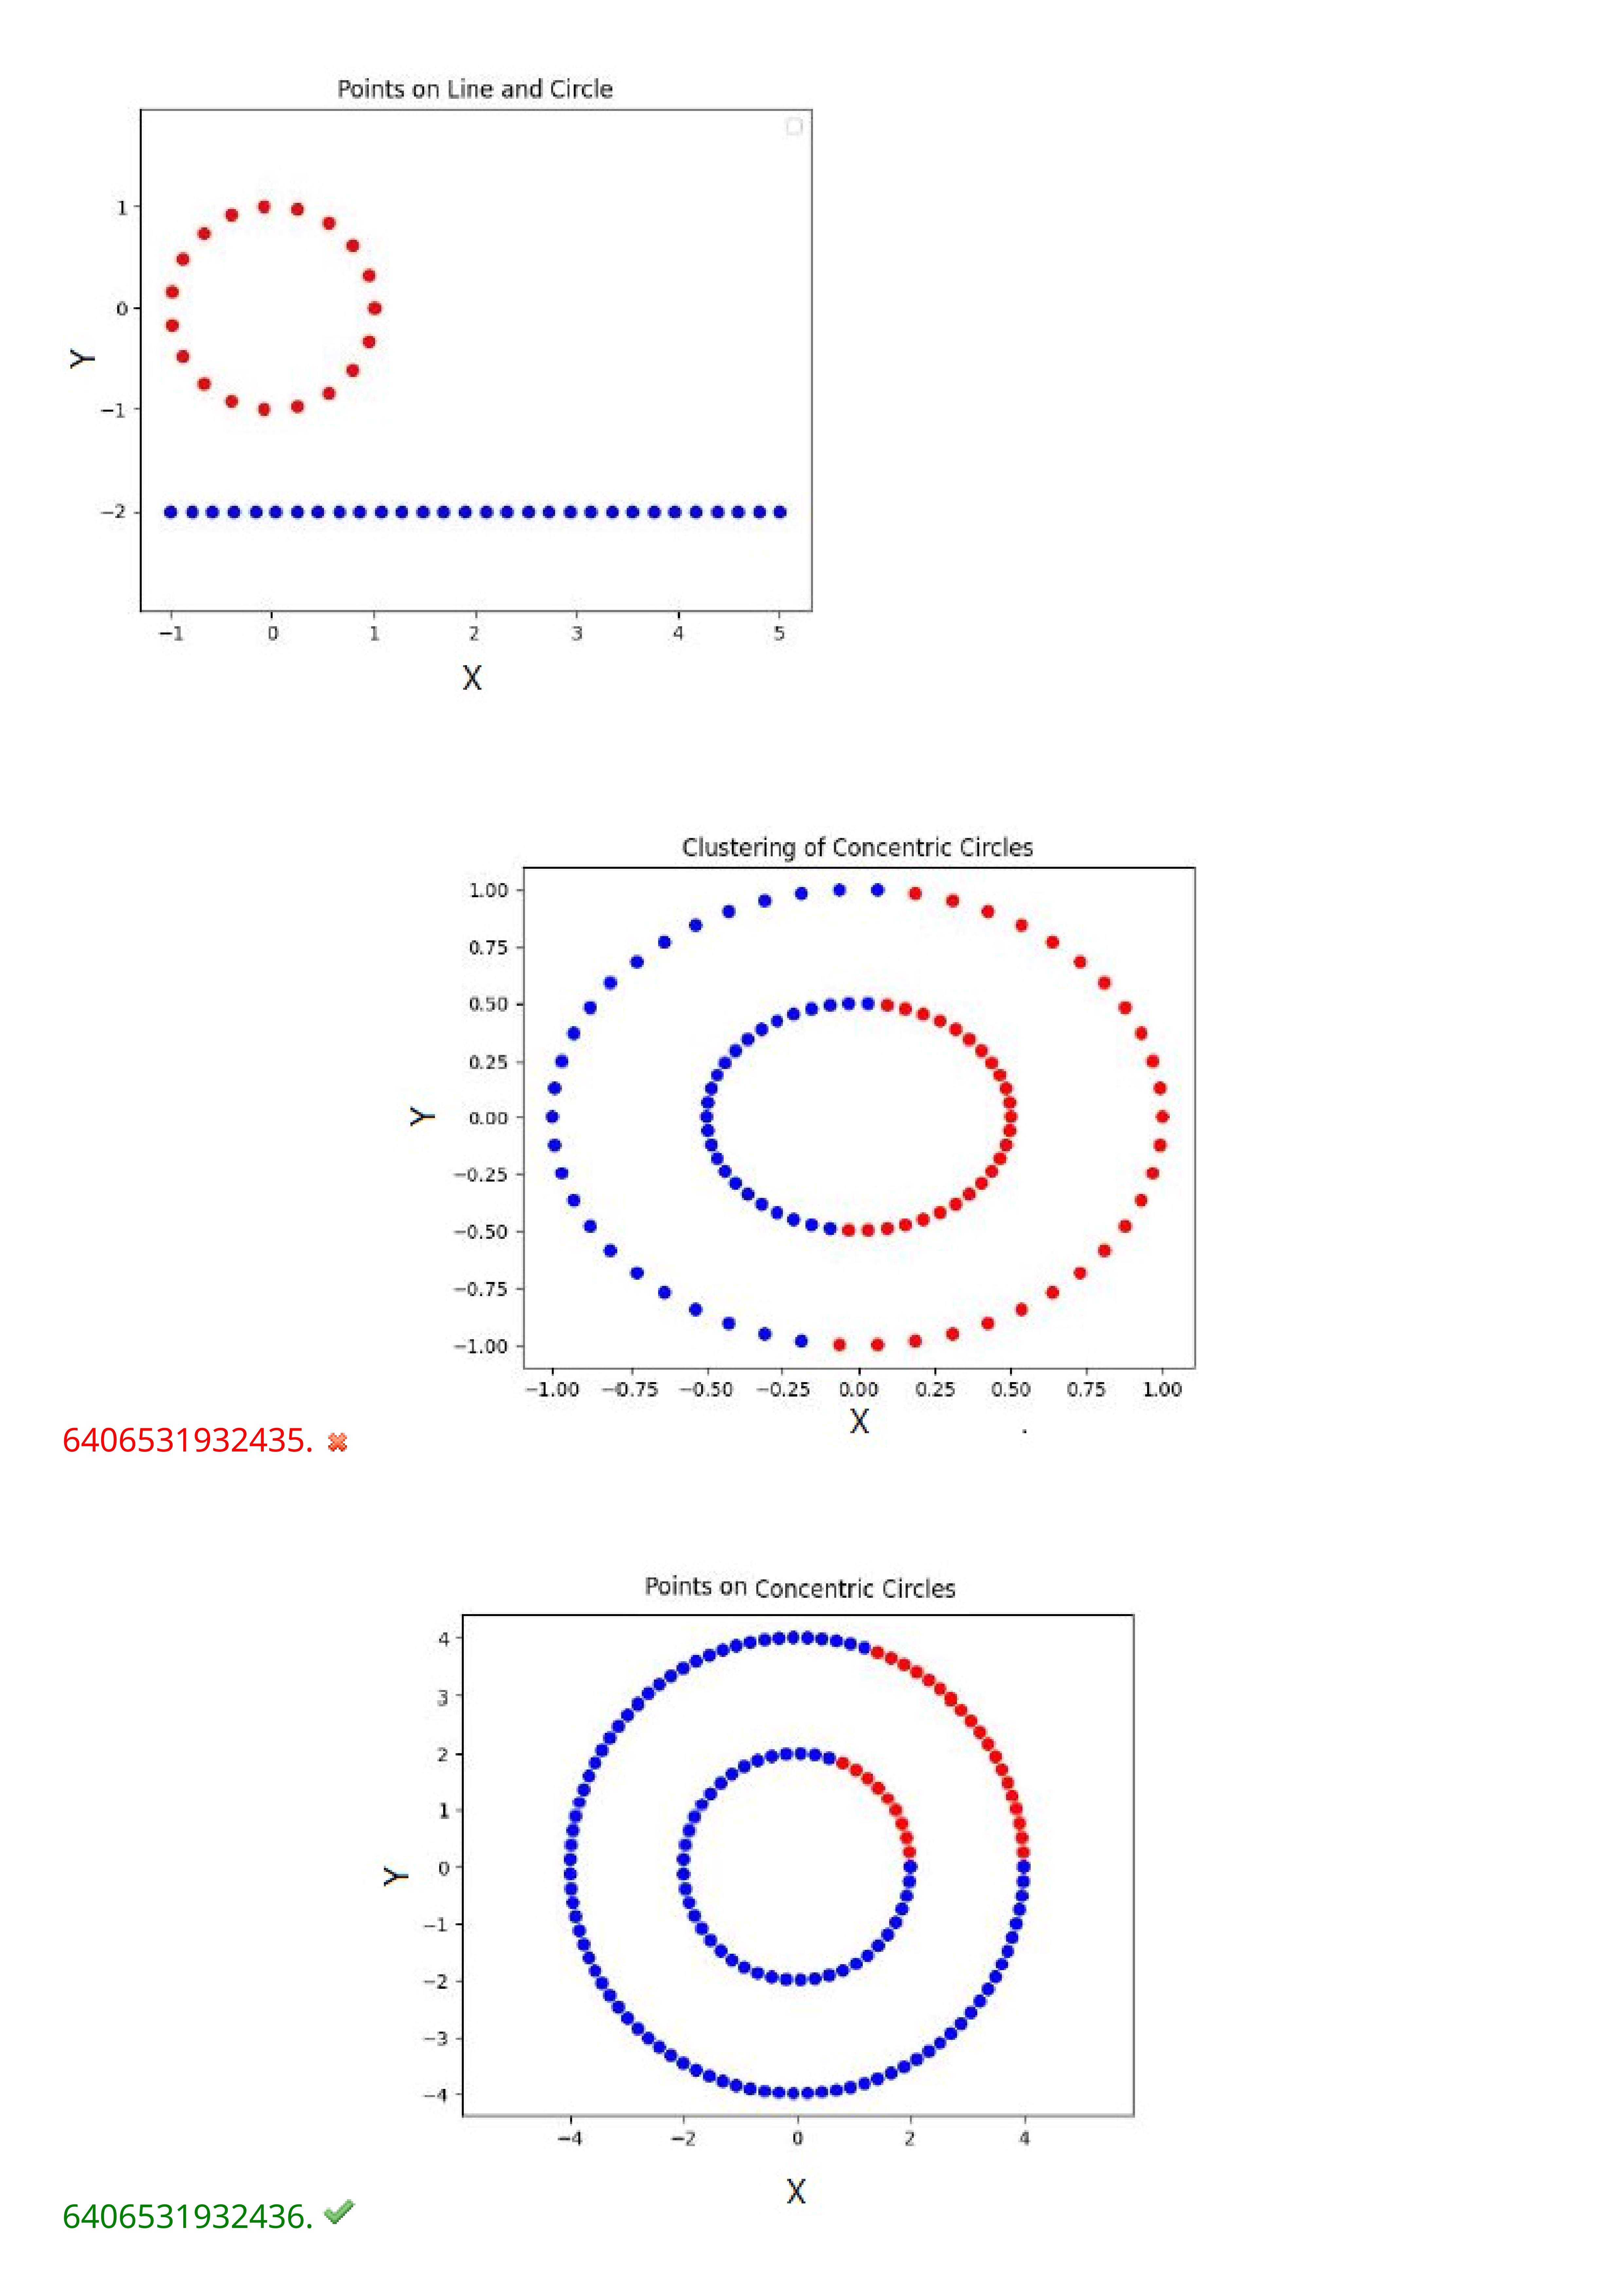 Points on Line and Circle
1
0
−1
−2
Y
−1 0 1 2 3 4 5
X
Clustering of Concentric Circles
1.00
0.75
0.50
0.25
0.00
−0.25
−0.50
−0.75
−1.00
Y
−1.00 −0.75 −0.50 −0.25 0.00 0.25 0.50 0.75 1.00
X .
6406531932435.
Points on Concentric Circles
4
3
2
1
0
−1
−2
−3
−4
Y
−4 −2 0 2 4
X
6406531932436.